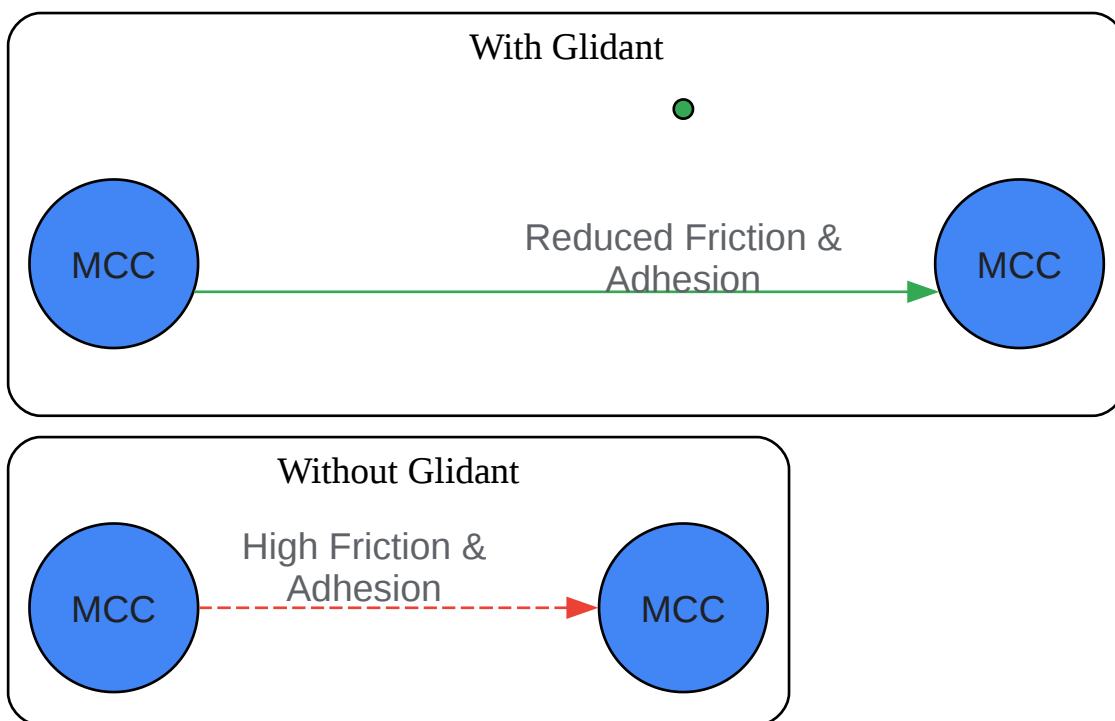 With Glidant
MCC
Reduced Friction &
Adhesion
MCC
Without Glidant
MCC
High Friction &
Adhesion
MCC